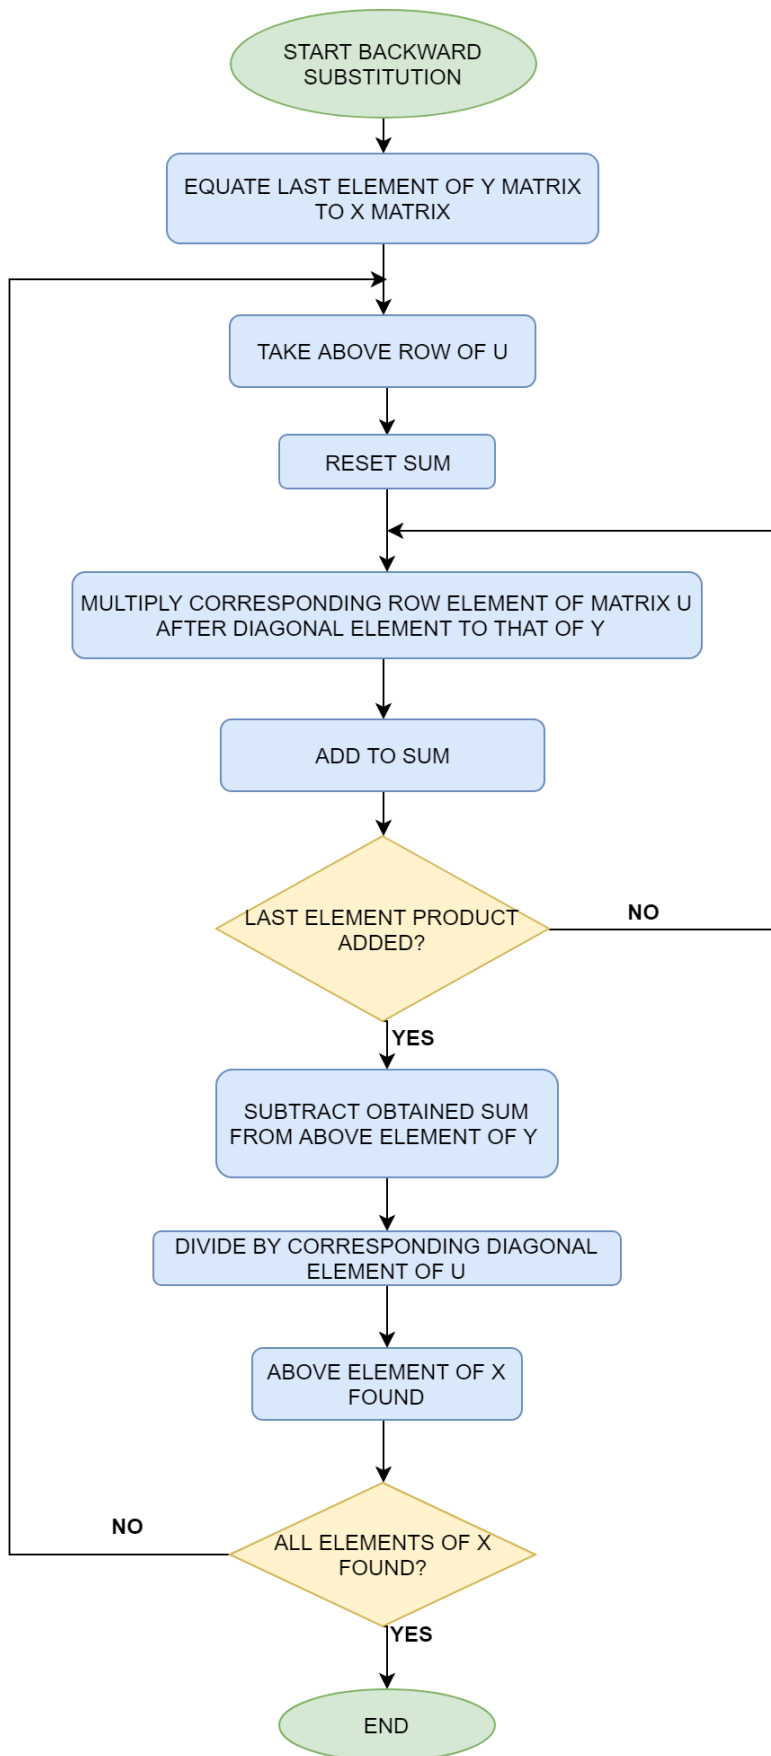 START BACKWARD
SUBSTITUTION
EQUATE LAST ELEMENT OF Y MATRIX
TO X MATRIX
TAKE ABOVE ROW OF U
RESET SUM
MULTIPLY CORRESPONDING ROW ELEMENT OF MATRIX U
AFTER DIAGONAL ELEMENT TO THAT OF Y
ADD TO SUM
LAST ELEMENT PRODUCT
ADDED?
NO
YES
SUBTRACT OBTAINED SUM
FROM ABOVE ELEMENT OF Y
DIVIDE BY CORRESPONDING DIAGONAL
ELEMENT OF U
ABOVE ELEMENT OF X
FOUND
NO
ALL ELEMENTS OF X
FOUND?
YES
END